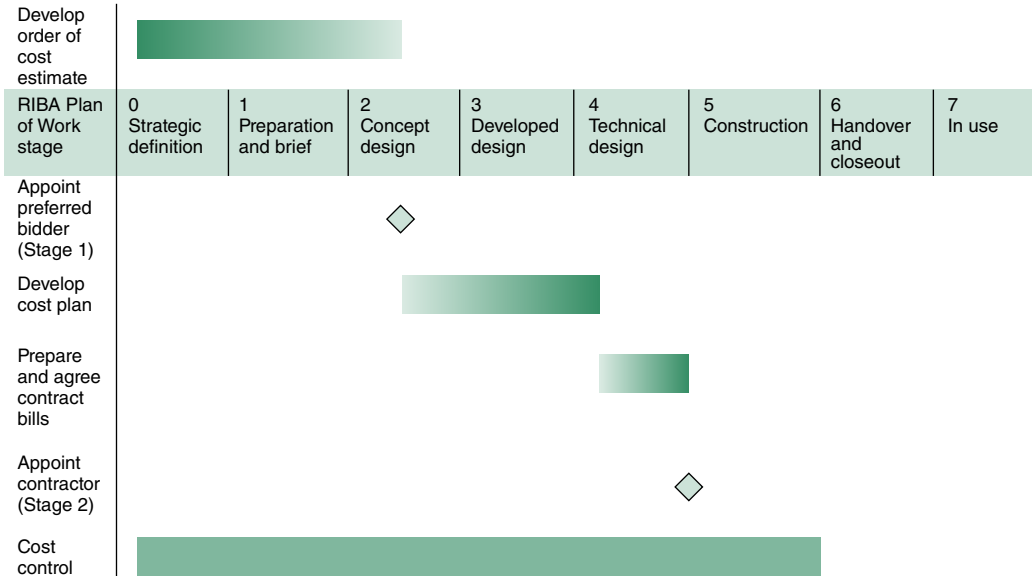 Develop
order of
cost
estimate
RIBA Plan
of Work
stage
0
Strategic
definition
1
Preparation
and brief
2
Concept
design
3
Developed
design
4
Technical
design
5
Construction
6
Handover
and
closeout
7
In use
Appoint
preferred
bidder
(Stage 1)
Develop
cost plan
Prepare
and agree
contract
bills
Appoint
contractor
(Stage 2)
Cost
control